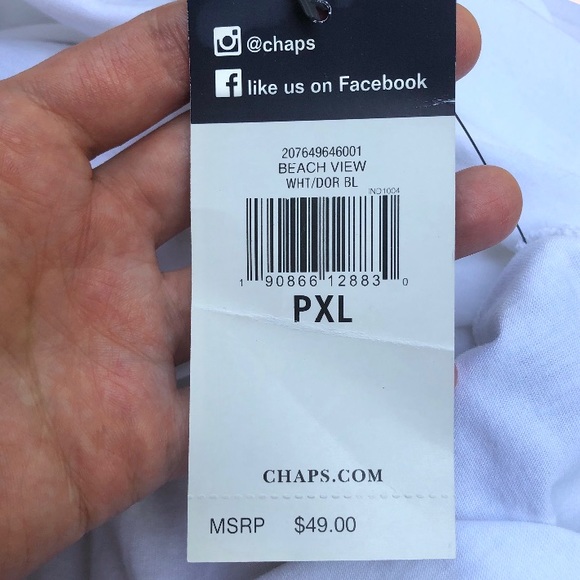 @chaps
like us on Facebook
207649646001
BEACH VIEW
WHT/DOR BL
IND1004
1 90866 12883 0
PXL
CHAPS.COM
MSRP $49.00